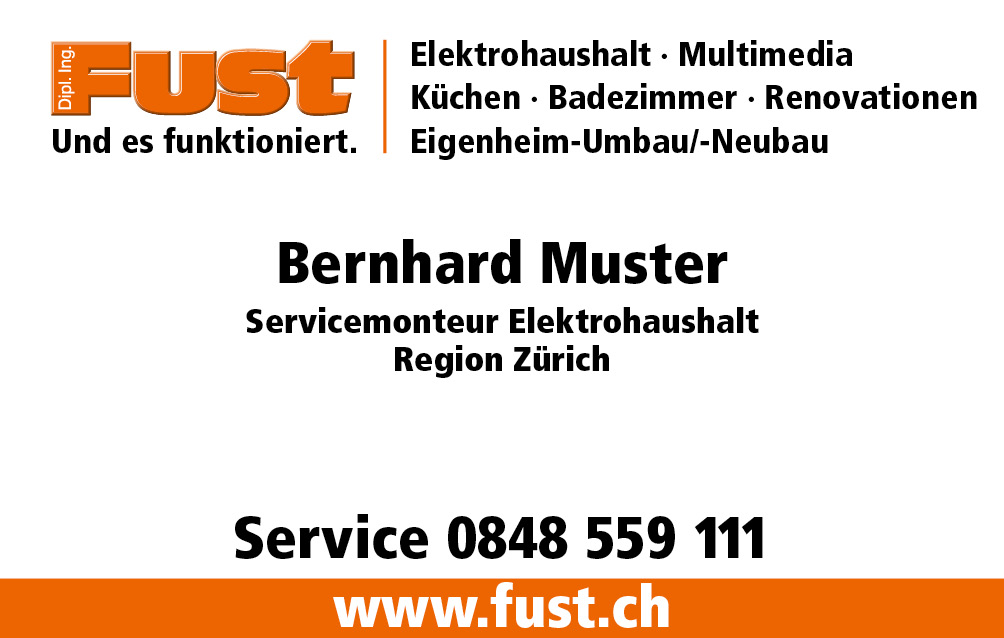 Dipl. Ing.
Fust
Und es funktioniert.
Elektrohaushalt · Multimedia
Küchen · Badezimmer · Renovationen
Eigenheim-Umbau/-Neubau
Bernhard Muster
Servicemonteur Elektrohaushalt
Region Zürich
Service 0848 559 111
www.fust.ch